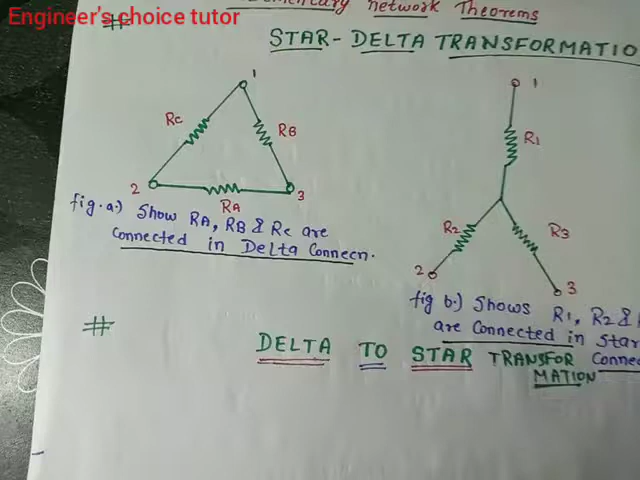 Engineer's choice tutor
#
Network Theorems
STAR-DELTA TRANSFORMATIO
1
RC
RB
2
RA
3
fig.a.) Show RA, RB & RC are
Connected in Delta Connecn.
1
R1
R2
R3
2
3
fig b.) Shows R1, R2 &
are Connected in Star
Connec
#
DELTA TO STAR TRANSFOR
MATION